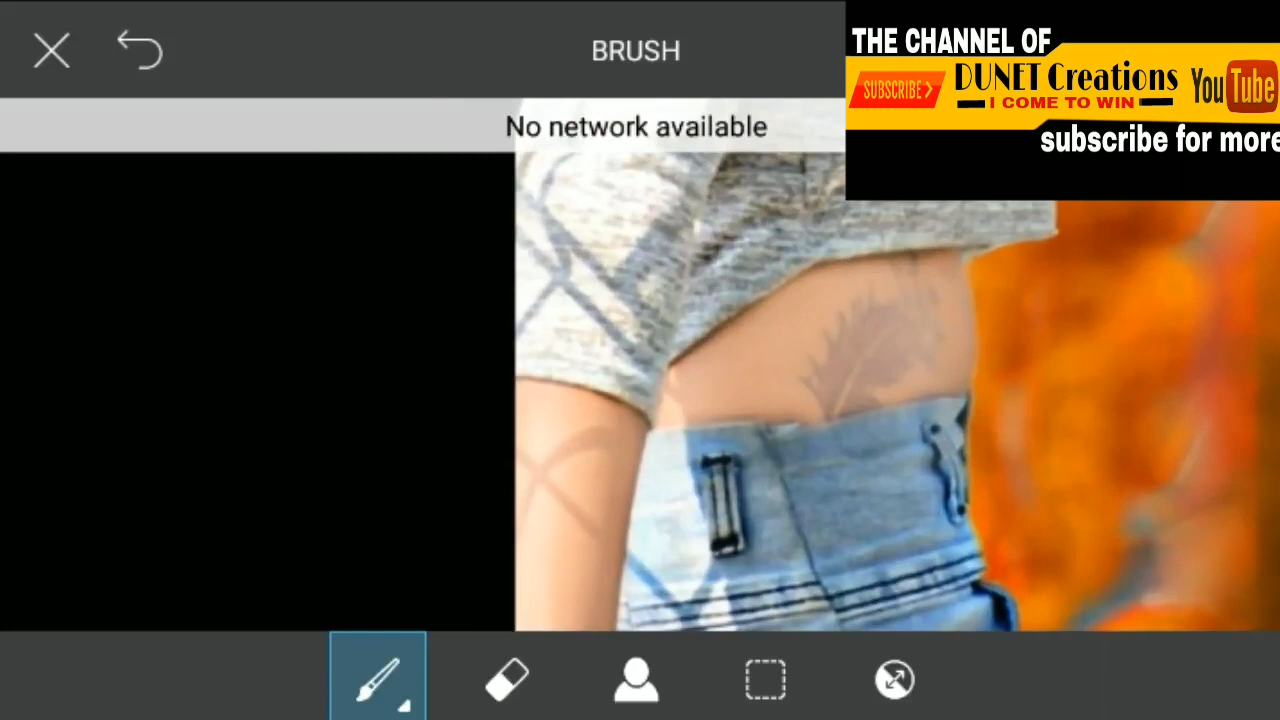 BRUSH
No network available
THE CHANNEL OF
SUBSCRIBE
DUNET Creations
I COME TO WIN
YouTube
subscribe for more